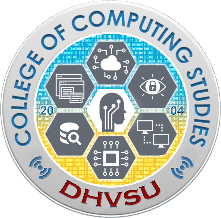 COLLEGE OF COMPUTING STUDIES
20 04
DHVSU